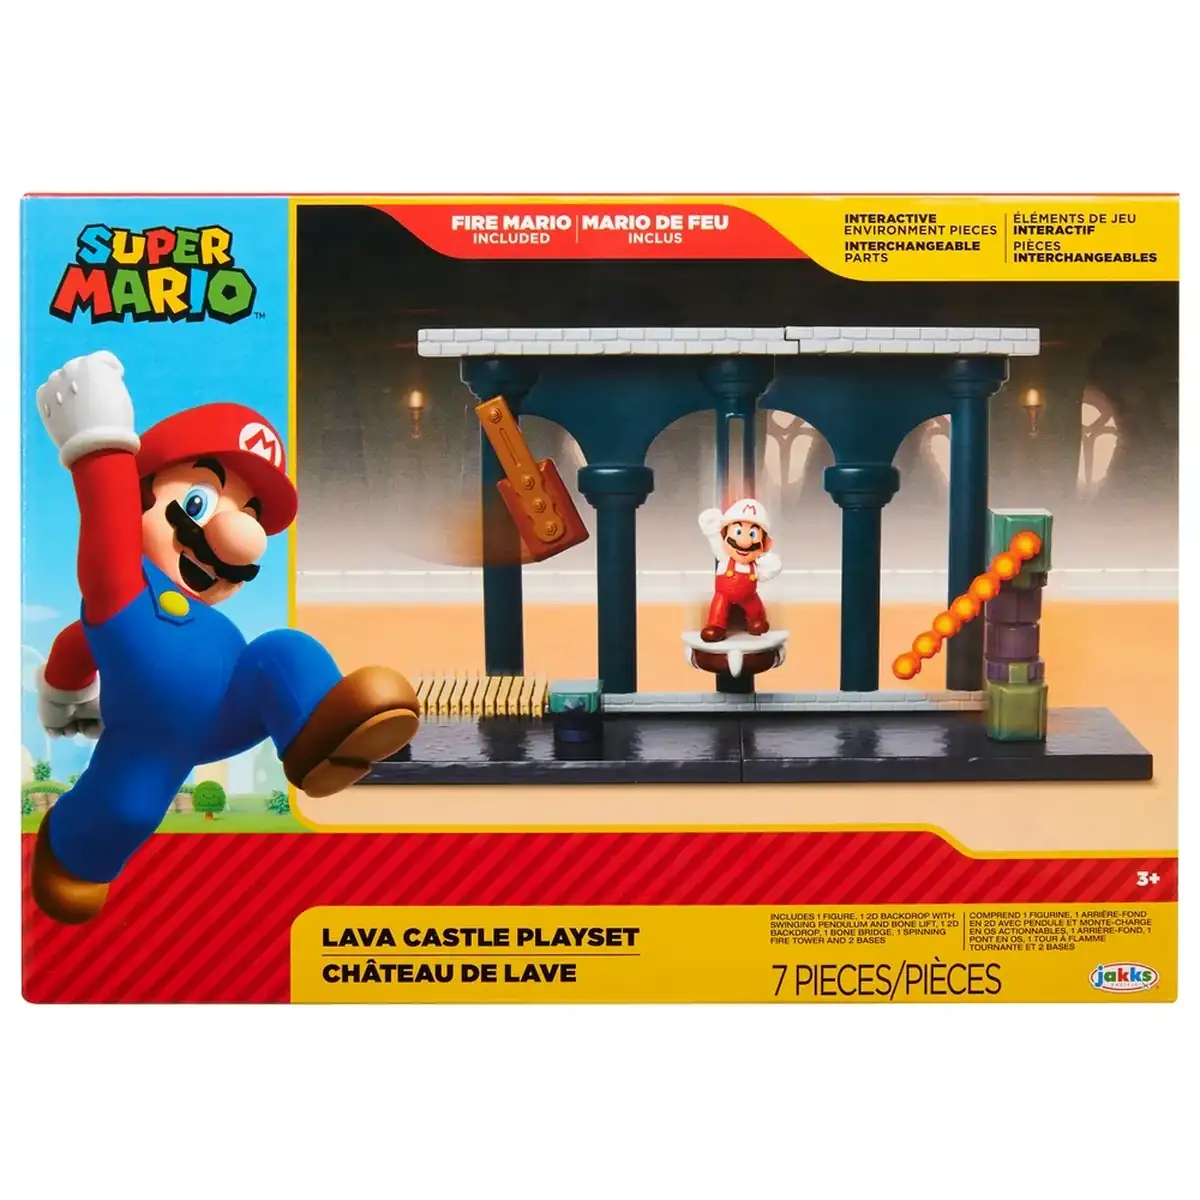 SUPER
MARIO™
FIRE MARIO
INCLUDED
MARIO DE FEU
INCLUS
INTERACTIVE
ENVIRONMENT PIECES
INTERCHANGEABLE
PARTS
ÉLÉMENTS DE JEU
INTERACTIF
PIÈCES
INTERCHANGEABLES
M
M
3+
LAVA CASTLE PLAYSET
CHÂTEAU DE LAVE
INCLUDES 1 FIGURE, 1 2D BACKDROP WITH
SWINGING PENDULUM AND BONE LIFT, 1 2D
BACKDROP, 1 BONE BRIDGE, 1 SPINNING
FIRE TOWER AND 2 BASES
COMPREND 1 FIGURINE, 1 ARRIÈRE-FOND
EN 2D AVEC PENDULE ET MONTE-CHARGE
EN OS ACTIONNABLES, 1 ARRIÈRE-FOND, 1
PONT EN OS, 1 TOUR À FLAMME
TOURNANTE ET 2 BASES
7 PIECES/PIÈCES
jakks